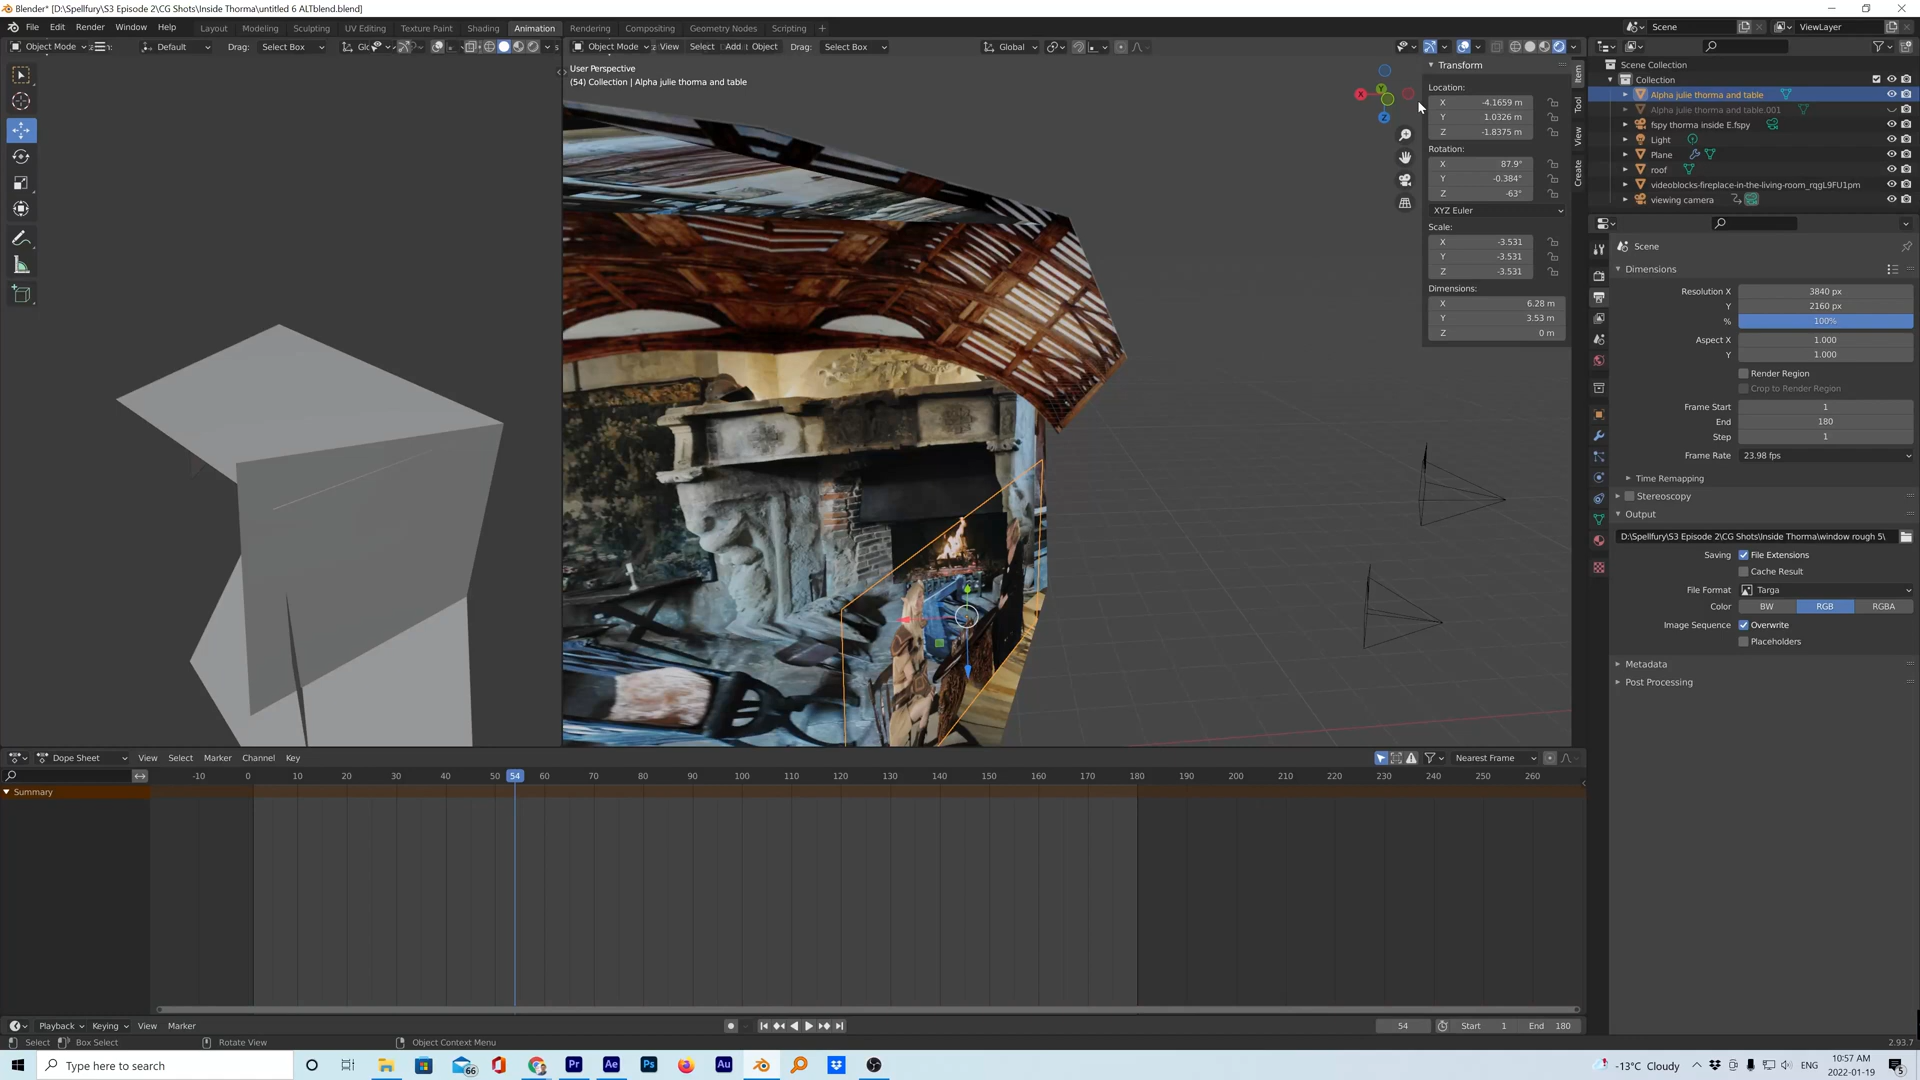 Blender* [D:\Spellfury\S3 Episode 2\CG Shots\Inside Thorma\untitled 6 ALTblend.blend]
File Edit Render Window Help Layout Modeling Sculpting UV Editing Texture Paint Shading Animation Rendering Compositing Geometry Nodes Scripting + Scene ViewLayer
Object Mode Default Drag: Select Box Object Mode View Select Add Object Drag: Select Box Global
User Perspective
(54) Collection | Alpha julie thorma and table
X Y Z
Transform
Location:
X -4.1659 m
Y 1.0326 m
Z -1.8375 m
Rotation:
X 87.9°
Y -0.384°
Z -63°
XYZ Euler
Scale:
X -3.531
Y -3.531
Z -3.531
Dimensions:
X 6.28 m
Y 3.53 m
Z 0 m
Item
Tool
View
Create
Scene Collection
Collection
Alpha julie thorma and table
Alpha julie thorma and table.001
fspy thorma inside E.fspy
Light
Plane
roof
videoblocks-fireplace-in-the-living-room_rqgL9FU1pm
viewing camera
Scene
Dimensions
Resolution X 3840 px
Y 2160 px
% 100%
Aspect X 1.000
Y 1.000
Render Region
Crop to Render Region
Frame Start 1
End 180
Step 1
Frame Rate 23.98 fps
Time Remapping
Stereoscopy
Output
D:\Spellfury\S3 Episode 2\CG Shots\Inside Thorma\window rough 5\
Saving File Extensions
Cache Result
File Format Targa
Color BW RGB RGBA
Image Sequence Overwrite
Placeholders
Metadata
Post Processing
Dope Sheet View Select Marker Channel Key Nearest Frame
-10 0 10 20 30 40 50 54 60 70 80 90 100 110 120 130 140 150 160 170 180 190 200 210 220 230 240 250 260
Summary
Playback Keying View Marker 54 Start 1 End 180
Select Box Select Rotate View Object Context Menu 2.93.7
Type here to search 66 Pr Ae Ps Au -13°C Cloudy ENG 10:57 AM
2022-01-19 5